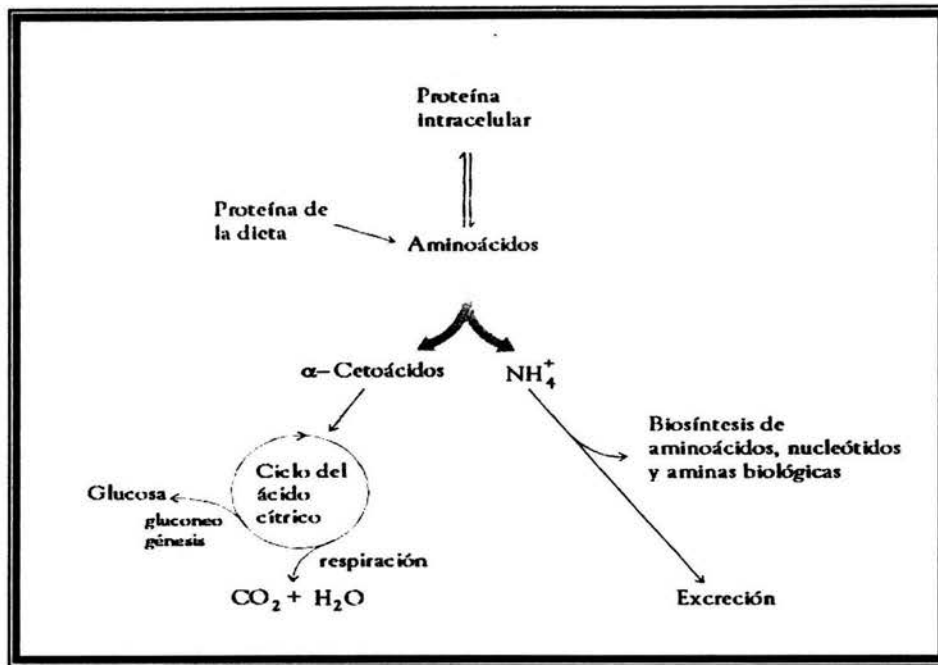 Proteína
intracelular
Proteína de
la dieta
Aminoácidos
α– Cetoácidos
NH₄⁺
Biosíntesis de
aminoácidos, nucleótidos
y aminas biológicas
Ciclo del
ácido
cítrico
Glucosa
gluconeo
génesis
respiración
CO₂ + H₂O
Excreción